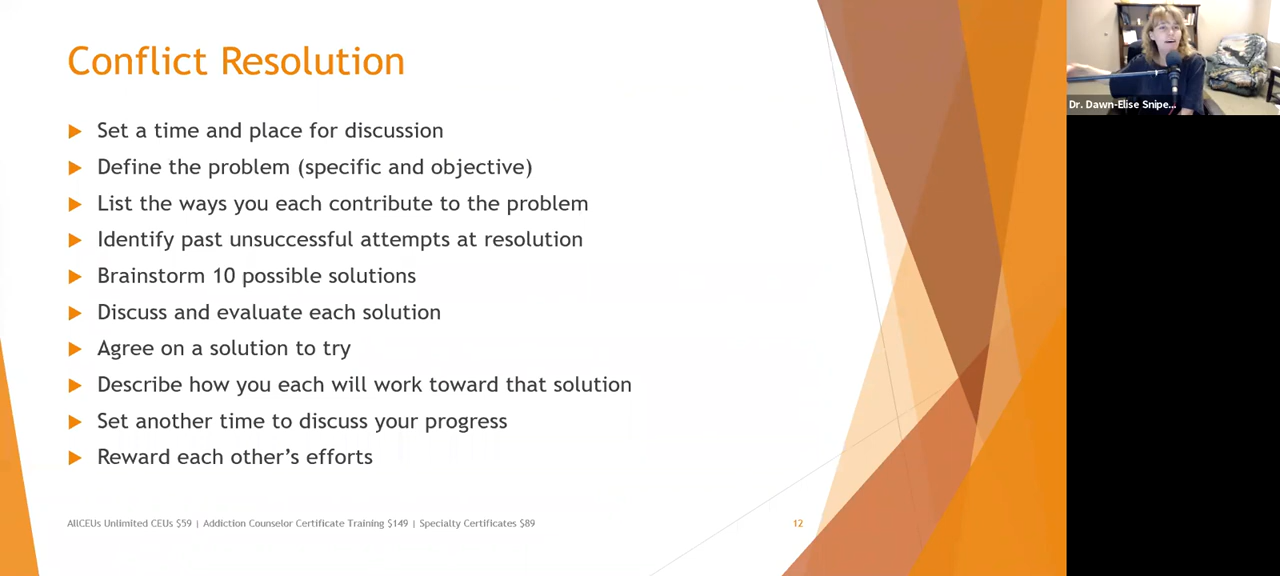 Conflict Resolution
Set a time and place for discussion
Define the problem (specific and objective)
List the ways you each contribute to the problem
Identify past unsuccessful attempts at resolution
Brainstorm 10 possible solutions
Discuss and evaluate each solution
Agree on a solution to try
Describe how you each will work toward that solution
Set another time to discuss your progress
Reward each other’s efforts
AllCEUs Unlimited CEUs $59 | Addiction Counselor Certificate Training $149 | Specialty Certificates $89
12
Dr. Dawn-Elise Snipe...